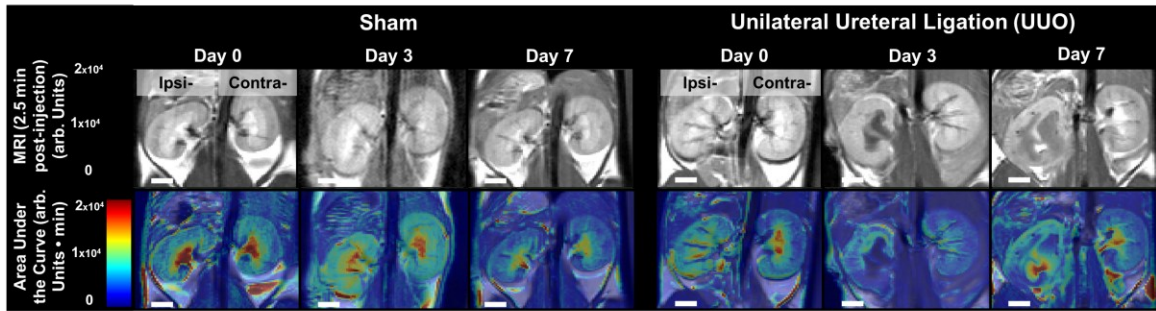 Sham
Unilateral Ureteral Ligation (UUO)
Day 0
Day 3
Day 7
Day 0
Day 3
Day 7
MRI (2.5 min
post-injection)
(arb. Units)
2x10⁴
1x10⁴
0
Ipsi-
Contra-
Ipsi-
Contra-
Area Under
the Curve (arb.
Units • min)
2x10⁴
1x10⁴
0